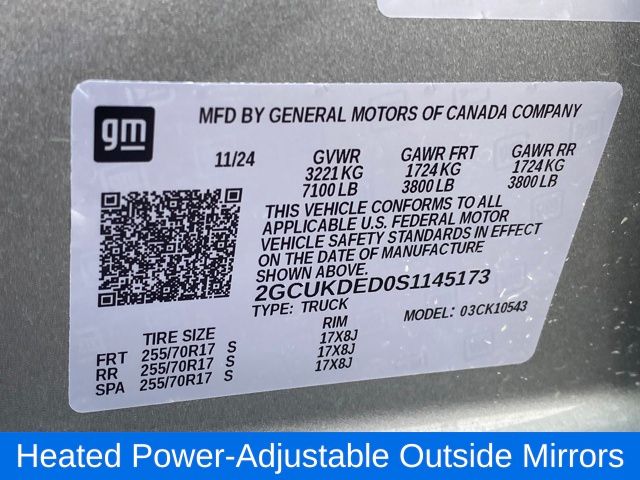 gm
MFD BY GENERAL MOTORS OF CANADA COMPANY
11/24 GVWR GAWR FRT GAWR RR
3221 KG 1724 KG 1724 KG
7100 LB 3800 LB 3800 LB
THIS VEHICLE CONFORMS TO ALL
APPLICABLE U.S. FEDERAL MOTOR
VEHICLE SAFETY STANDARDS IN EFFECT
ON THE DATE OF MANUFACTURE
SHOWN ABOVE.
2GCUKDED0S1145173
TYPE: TRUCK MODEL: 03CK10543
TIRE SIZE RIM
FRT 255/70R17 S 17X8J
RR 255/70R17 S 17X8J
SPA 255/70R17 S 17X8J
Heated Power-Adjustable Outside Mirrors